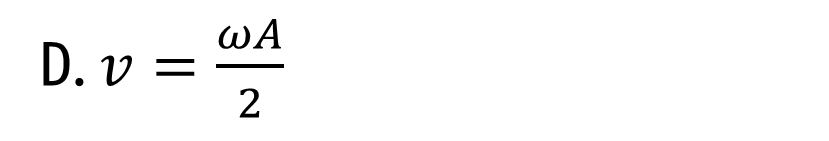 D. v = ωA/2